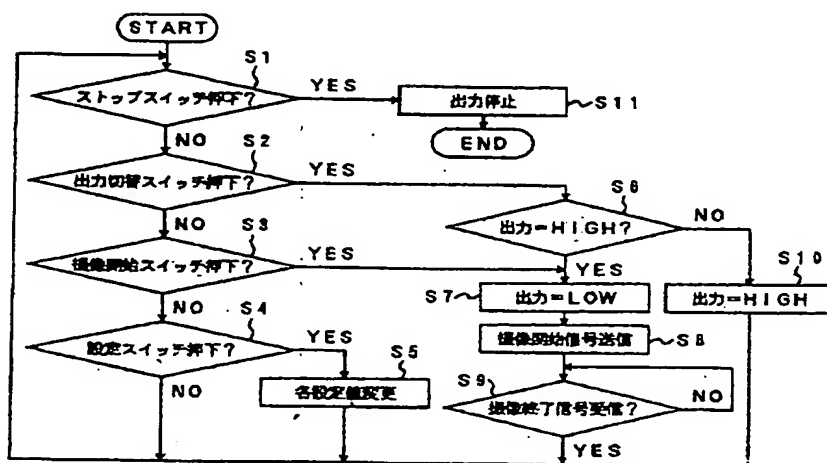 START
S1
ストップスイッチ押下?
YES
出力停止
S11
NO
END
S2
出力切替スイッチ押下?
YES
S6
出力=HIGH?
NO
NO
S3
撮像開始スイッチ押下?
YES
YES
S10
S7
出力=LOW
出力=HIGH
NO
S4
設定スイッチ押下?
YES
撮像開始信号送信
S8
S5
各設定値変更
S9
撮像終了信号受信?
NO
NO
YES